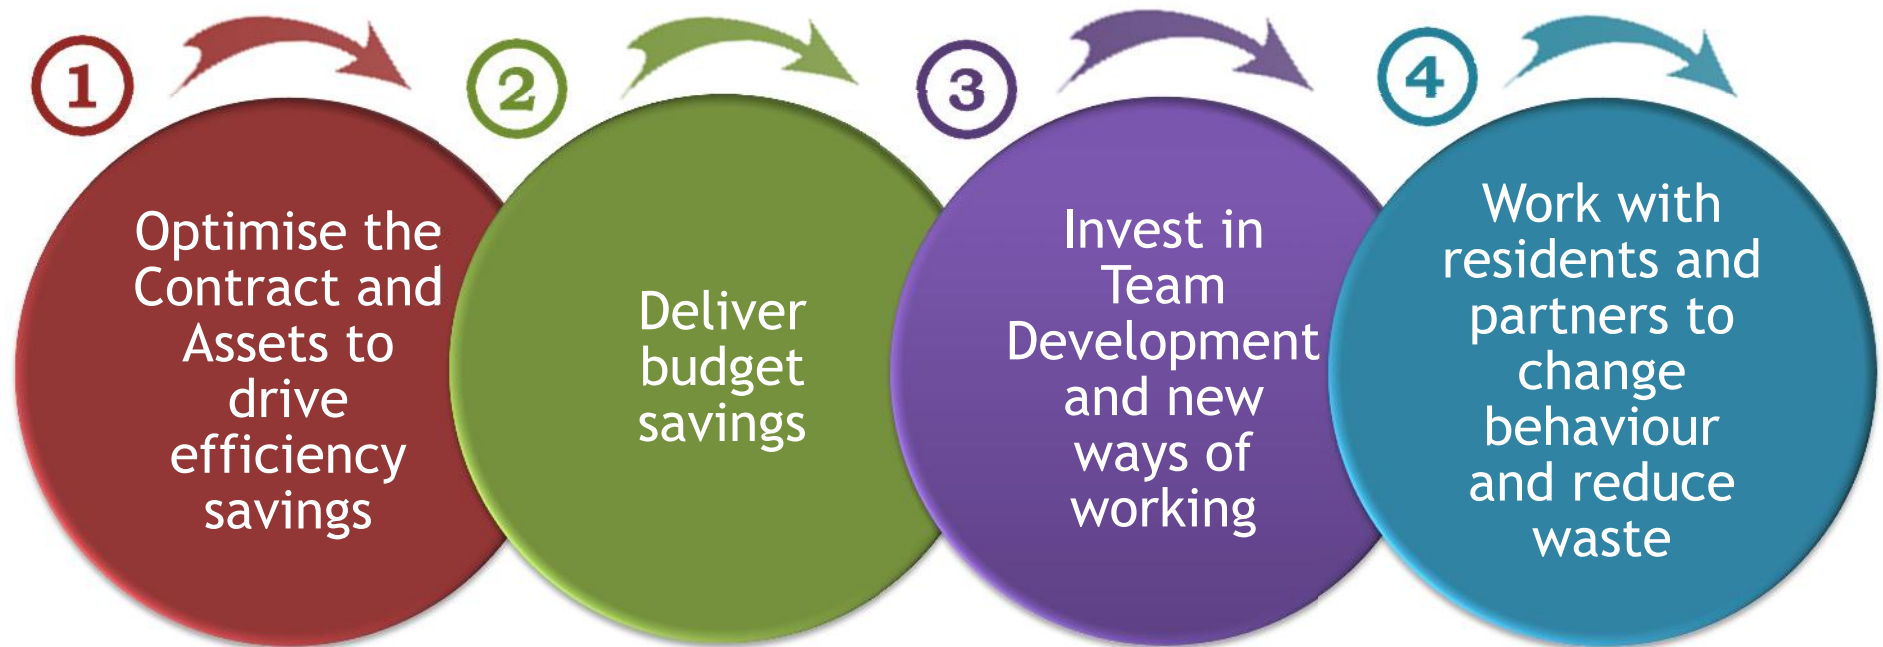 1
Optimise the
Contract and
Assets to
drive
efficiency
savings
2
Deliver
budget
savings
3
Invest in
Team
Development
and new
ways of
working
4
Work with
residents and
partners to
change
behaviour
and reduce
waste